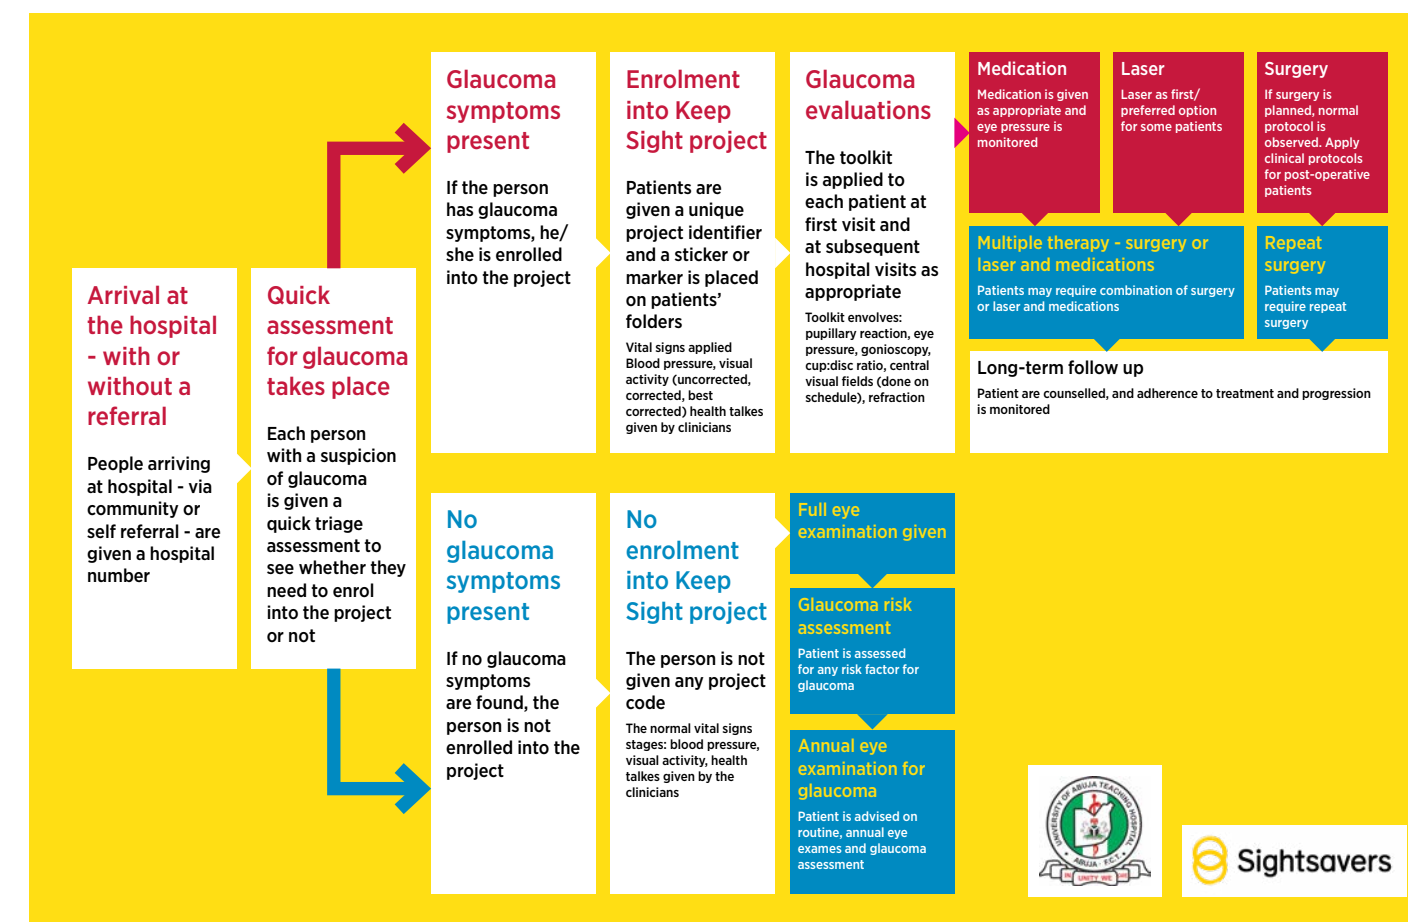 Arrival at
the hospital
- with or
without a
referral
People arriving
at hospital - via
community or
self referral - are
given a hospital
number
Quick
assessment
for glaucoma
takes place
Each person
with a suspicion
of glaucoma
is given a
quick triage
assessment to
see whether they
need to enrol
into the project
or not
Glaucoma
symptoms
present
If the person
has glaucoma
symptoms, he/
she is enrolled
into the project
Enrolment
into Keep
Sight project
Patients are
given a unique
project identifier
and a sticker or
marker is placed
on patients’
folders
Vital signs applied
Blood pressure, visual
activity (uncorrected,
corrected, best
corrected) health talkes
given by clinicians
Glaucoma
evaluations
The toolkit
is applied to
each patient at
first visit and
at subsequent
hospital visits as
appropriate
Toolkit envolves:
pupillary reaction, eye
pressure, gonioscopy,
cup:disc ratio, central
visual fields (done on
schedule), refraction
Medication
Medication is given
as appropriate and
eye pressure is
monitored
Laser
Laser as first/
preferred option
for some patients
Surgery
If surgery is
planned, normal
protocol is
observed. Apply
clinical protocols
for post-operative
patients
Multiple therapy - surgery or
laser and medications
Patients may require combination of surgery
or laser and medications
Repeat
surgery
Patients may
require repeat
surgery
Long-term follow up
Patient are counselled, and adherence to treatment and progression
is monitored
No
glaucoma
symptoms
present
If no glaucoma
symptoms
are found, the
person is not
enrolled into the
project
No
enrolment
into Keep
Sight project
The person is not
given any project
code
The normal vital signs
stages: blood pressure,
visual activity, health
talkes given by the
clinicians
Full eye
examination given
Glaucoma risk
assessment
Patient is assessed
for any risk factor for
glaucoma
Annual eye
examination for
glaucoma
Patient is advised on
routine, annual eye
exames and glaucoma
assessment
UNIVERSITY OF ABUJA TEACHING HOSPITAL
ABUJA - F.C.T.
IN UNITY WE
Sightsavers